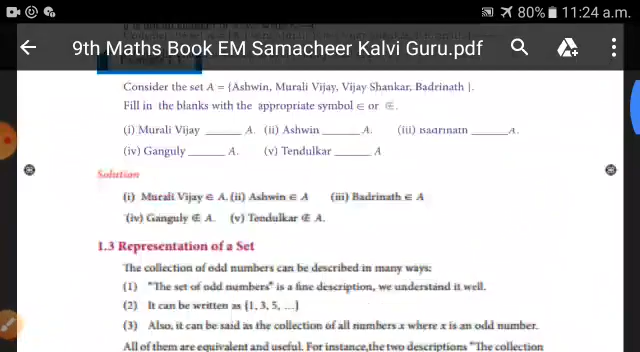 80% 11:24 a.m.
9th Maths Book EM Samacheer Kalvi Guru.pdf
Consider the set A = {Ashwin, Murali Vijay, Vijay Shankar, Badrinath }.
Fill in the blanks with the appropriate symbol ∈ or ∉.
(i) Murali Vijay ______ A. (ii) Ashwin ______ A. (iii) Badrinath ______ A.
(iv) Ganguly ______ A. (v) Tendulkar ______ A
Solution
(i) Murali Vijay ∈ A. (ii) Ashwin ∈ A (iii) Badrinath ∈ A
(iv) Ganguly ∉ A. (v) Tendulkar ∉ A.
1.3 Representation of a Set
The collection of odd numbers can be described in many ways:
(1) "The set of odd numbers" is a fine description, we understand it well.
(2) It can be written as {1, 3, 5, ...}
(3) Also, it can be said as the collection of all numbers x where x is an odd number.
All of them are equivalent and useful. For instance,the two descriptions "The collection